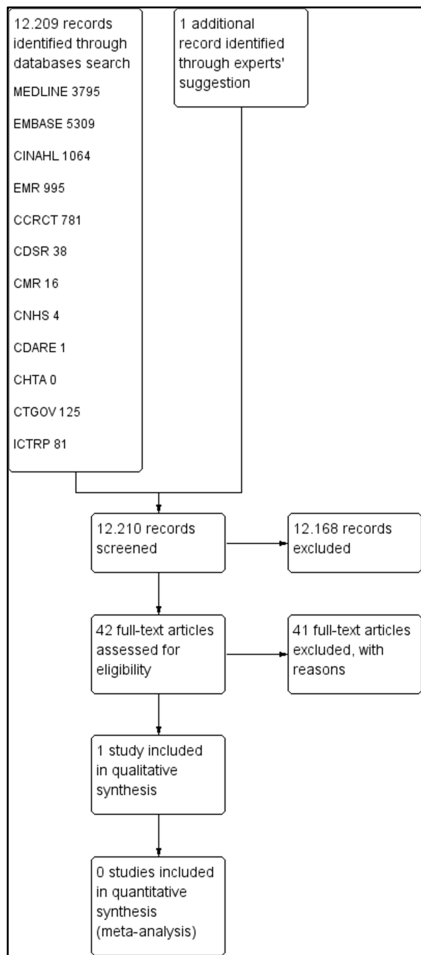 12.209 records
identified through
databases search
MEDLINE 3795
EMBASE 5309
CINAHL 1064
EMR 995
CCRCT 781
CDSR 38
CMR 16
CNHS 4
CDARE 1
CHTA 0
CTGOV 125
ICTRP 81
1 additional
record identified
through experts'
suggestion
12.210 records
screened
12.168 records
excluded
42 full-text articles
assessed for
eligibility
41 full-text articles
excluded, with
reasons
1 study included
in qualitative
synthesis
0 studies included
in quantitative
synthesis
(meta-analysis)